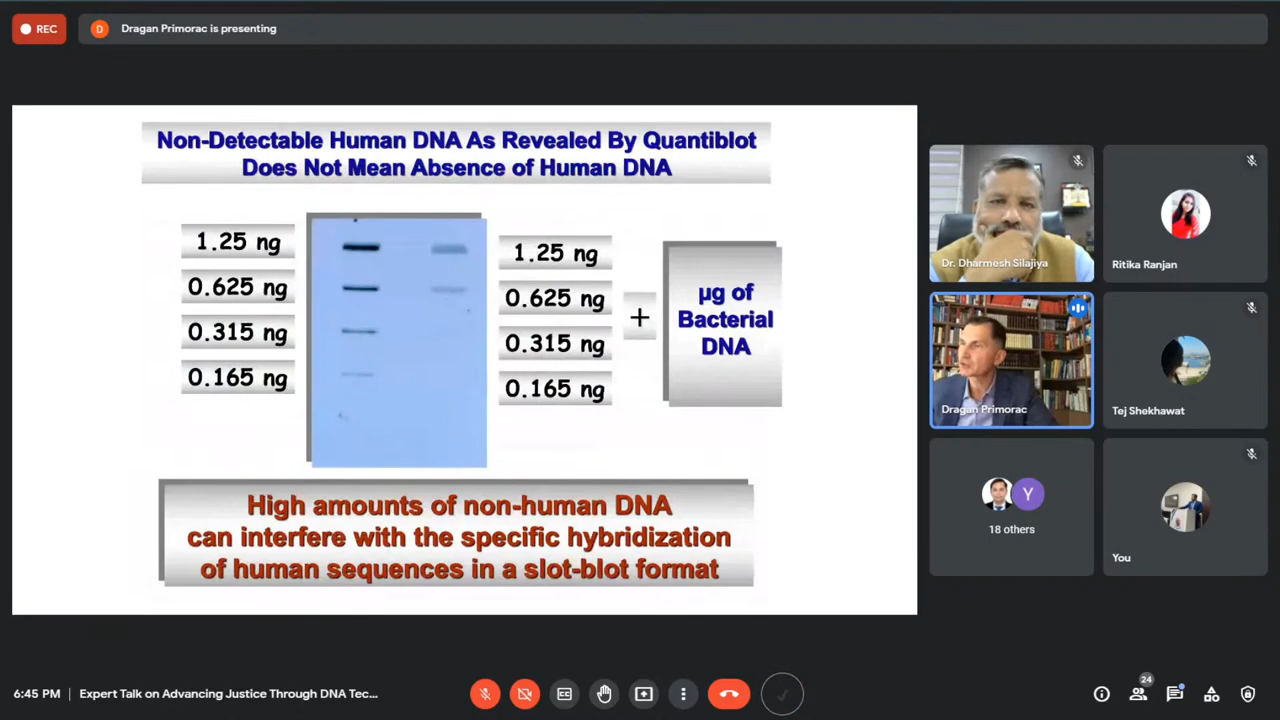 REC
D
Dragan Primorac is presenting
Non-Detectable Human DNA As Revealed By Quantiblot
Does Not Mean Absence of Human DNA
1.25 ng
0.625 ng
0.315 ng
0.165 ng
1.25 ng
0.625 ng
0.315 ng
0.165 ng
+
µg of
Bacterial
DNA
High amounts of non-human DNA
can interfere with the specific hybridization
of human sequences in a slot-blot format
Dr. Dharmesh Silajiya
Ritika Ranjan
Dragan Primorac
Tej Shekhawat
Y
18 others
You
6:45 PM | Expert Talk on Advancing Justice Through DNA Tec...
CC
24